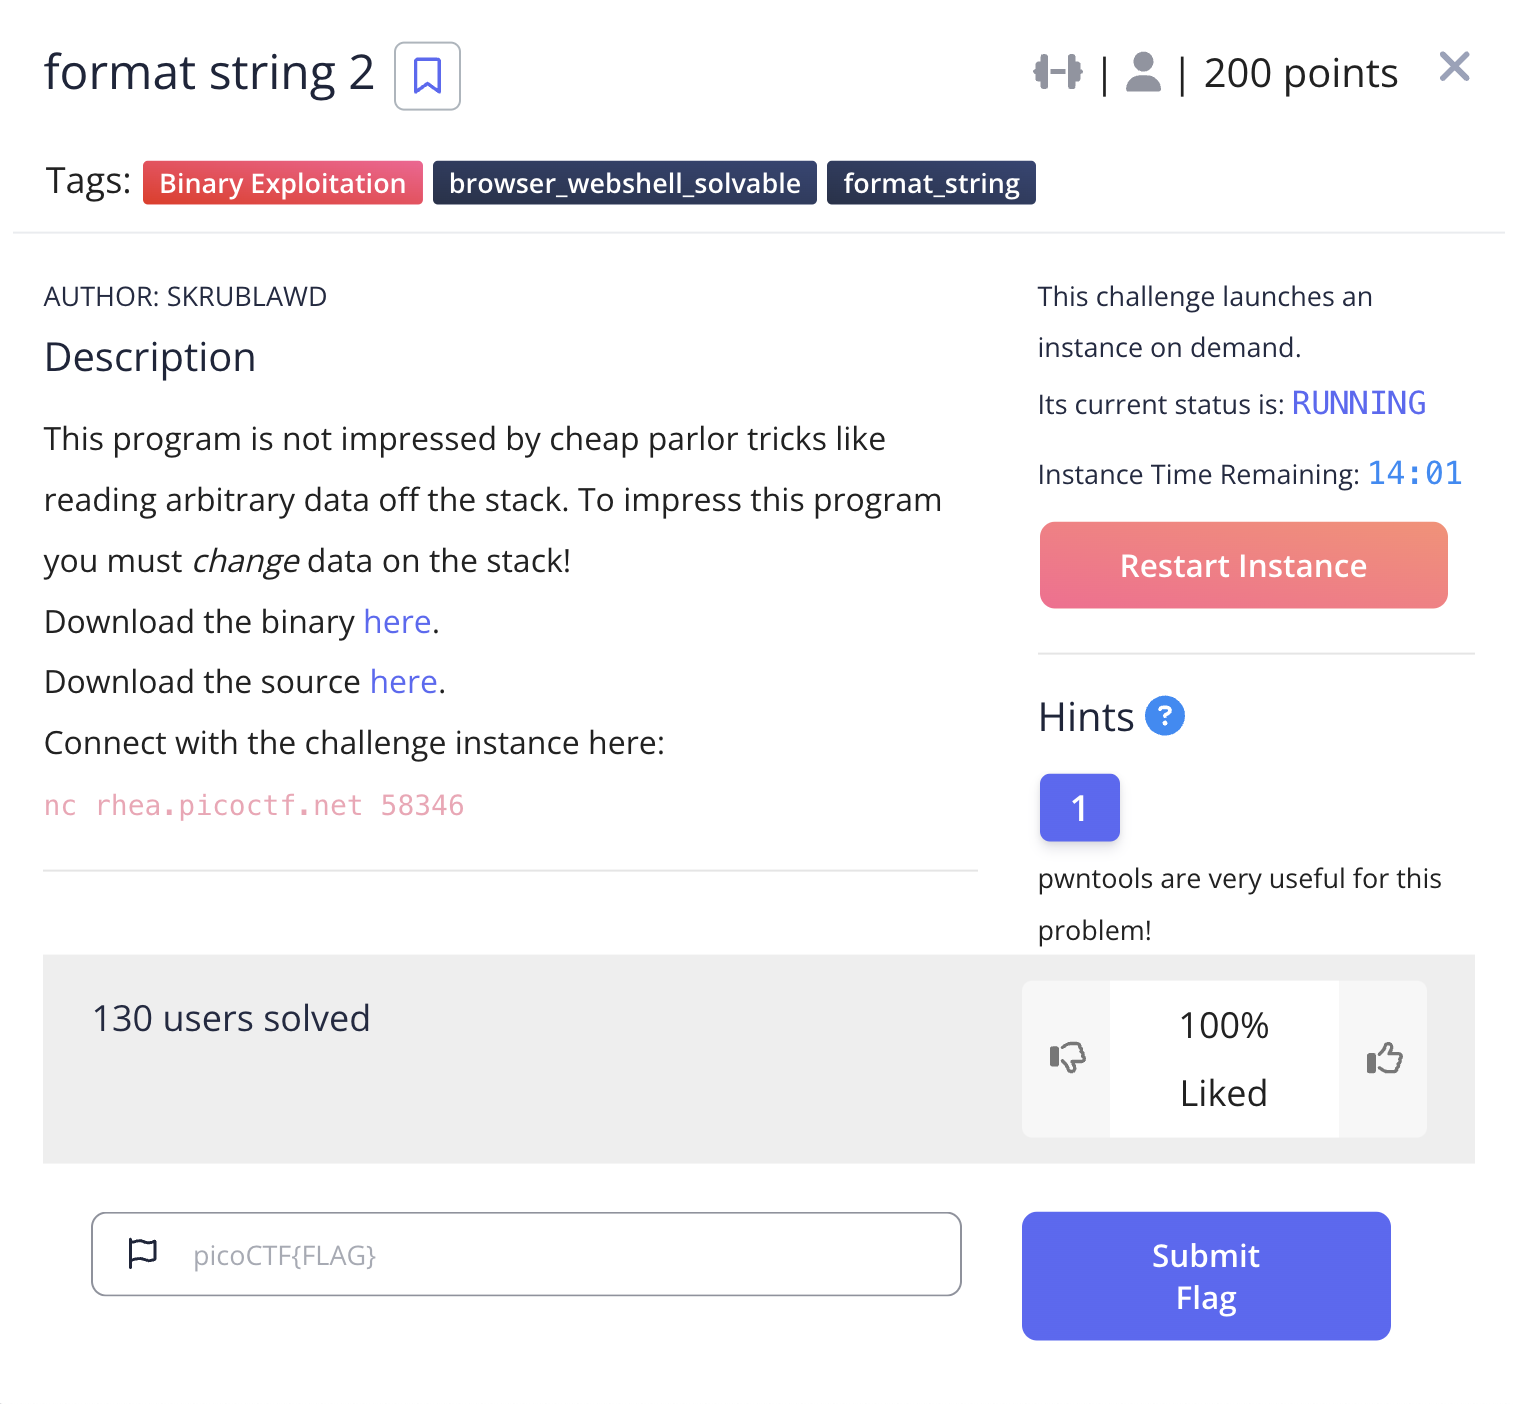 format string 2
| | 200 points
Tags: Binary Exploitation browser_webshell_solvable format_string
AUTHOR: SKRUBLAWD
Description
This program is not impressed by cheap parlor tricks like
reading arbitrary data off the stack. To impress this program
you must change data on the stack!
Download the binary here.
Download the source here.
Connect with the challenge instance here:
nc rhea.picoctf.net 58346
This challenge launches an
instance on demand.
Its current status is: RUNNING
Instance Time Remaining: 14:01
Restart Instance
Hints ?
1
pwntools are very useful for this
problem!
130 users solved
100%
Liked
picoCTF{FLAG}
Submit
Flag